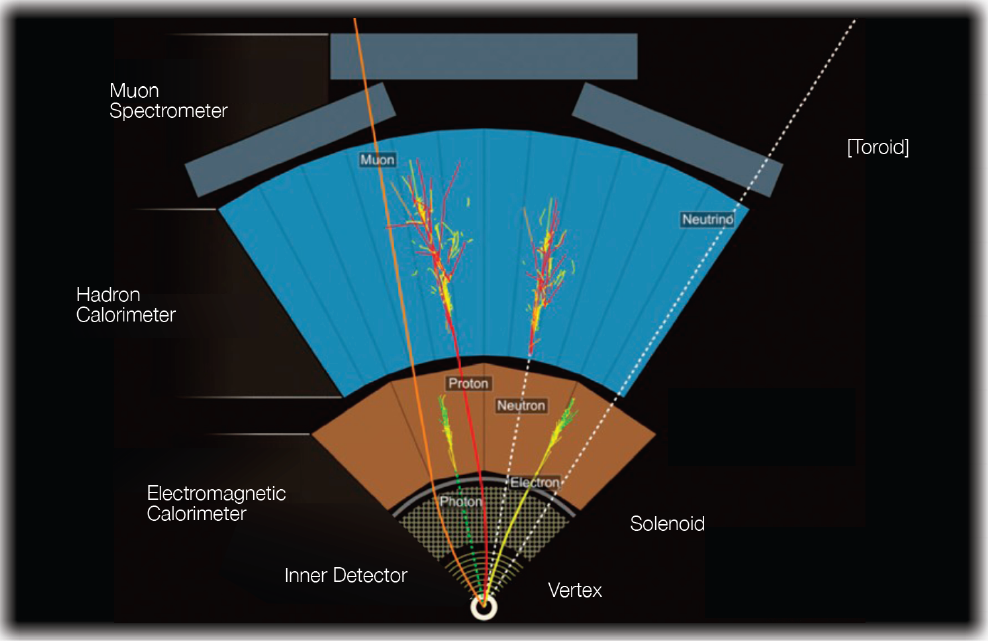 Muon
Spectrometer
[Toroid]
Muon
Neutrino
Hadron
Calorimeter
Proton
Neutron
Electron
Photon
Electromagnetic
Calorimeter
Solenoid
Inner Detector
Vertex